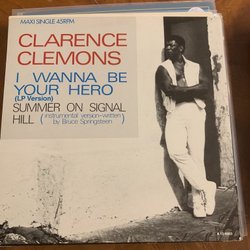 MAXI SINGLE 45RPM
CLARENCE
CLEMONS
I WANNA BE
YOUR HERO
(LP Version)
SUMMER ON SIGNAL
HILL (instrumental version-written
by Bruce Springsteen)